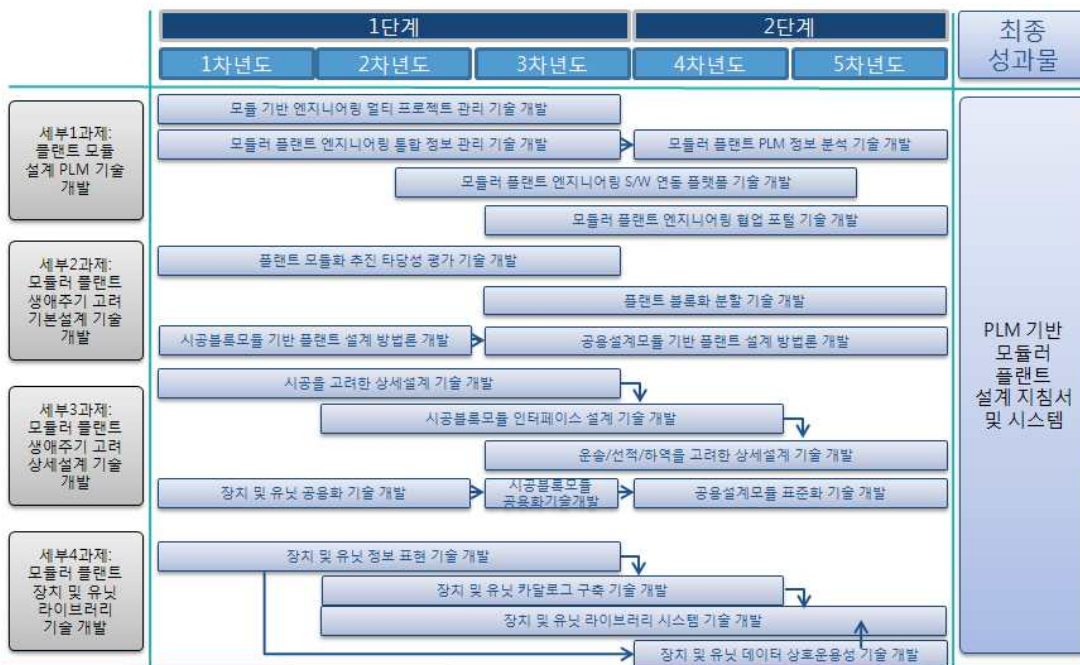 1단계
2단계
최종
성과물
1차년도
2차년도
3차년도
4차년도
5차년도
세부1과제:
플랜트 모듈
설계 PLM 기술
개발
모듈 기반 엔지니어링 멀티 프로젝트 관리 기술 개발
모듈러 플랜트 엔지니어링 통합 정보 관리 기술 개발
모듈러 플랜트 PLM 정보 분석 기술 개발
모듈러 플랜트 엔지니어링 S/W 연동 플랫폼 기술 개발
모듈러 플랜트 엔지니어링 협업 포털 기술 개발
세부2과제:
모듈러 플랜트
생애주기 고려
기본설계 기술
개발
플랜트 모듈화 추진 타당성 평가 기술 개발
플랜트 블록화 분할 기술 개발
시공블록모듈 기반 플랜트 설계 방법론 개발
공용설계모듈 기반 플랜트 설계 방법론 개발
세부3과제:
모듈러 플랜트
생애주기 고려
상세설계 기술
개발
시공을 고려한 상세설계 기술 개발
시공블록모듈 인터페이스 설계 기술 개발
운송/선적/하역을 고려한 상세설계 기술 개발
장치 및 유닛 공용화 기술 개발
시공블록모듈
공용화기술개발
공용설계모듈 표준화 기술 개발
세부4과제:
모듈러 플랜트
장치 및 유닛
라이브러리
기술 개발
장치 및 유닛 정보 표현 기술 개발
장치 및 유닛 카달로그 구축 기술 개발
장치 및 유닛 라이브러리 시스템 기술 개발
장치 및 유닛 데이터 상호운용성 기술 개발
PLM 기반
모듈러
플랜트
설계 지침서
및 시스템